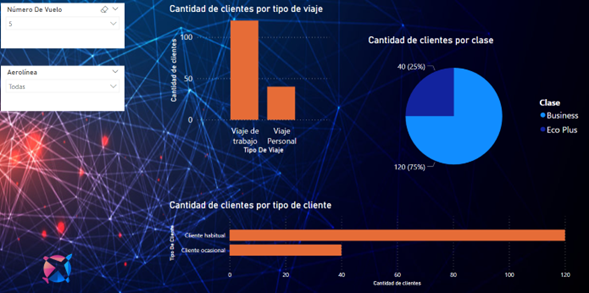 Número De Vuelo
5
Aerolínea
Todas
Cantidad de clientes por tipo de viaje
Cantidad de clientes
100
50
0
Viaje de
trabajo
Viaje
Personal
Tipo De Viaje
Cantidad de clientes por clase
40 (25%)
120 (75%)
Clase
Business
Eco Plus
Cantidad de clientes por tipo de cliente
Tipo De Cliente
Cliente habitual
Cliente ocasional
0
20
40
60
80
100
120
Cantidad de clientes